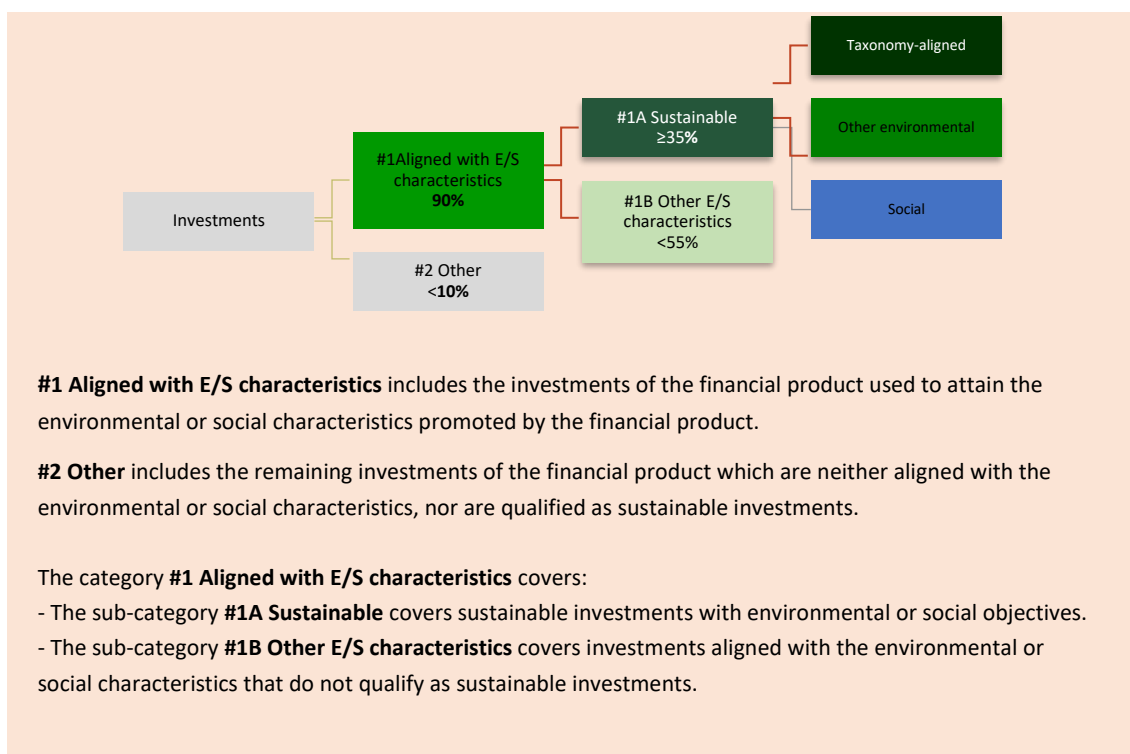 Taxonomy-aligned
#1A Sustainable
≥35%
Other environmental
#1Aligned with E/S
characteristics
90%
#1B Other E/S
characteristics
<55%
Social
Investments
#2 Other
<10%
#1 Aligned with E/S characteristics includes the investments of the financial product used to attain the
environmental or social characteristics promoted by the financial product.
#2 Other includes the remaining investments of the financial product which are neither aligned with the
environmental or social characteristics, nor are qualified as sustainable investments.
The category #1 Aligned with E/S characteristics covers:
- The sub-category #1A Sustainable covers sustainable investments with environmental or social objectives.
- The sub-category #1B Other E/S characteristics covers investments aligned with the environmental or
social characteristics that do not qualify as sustainable investments.